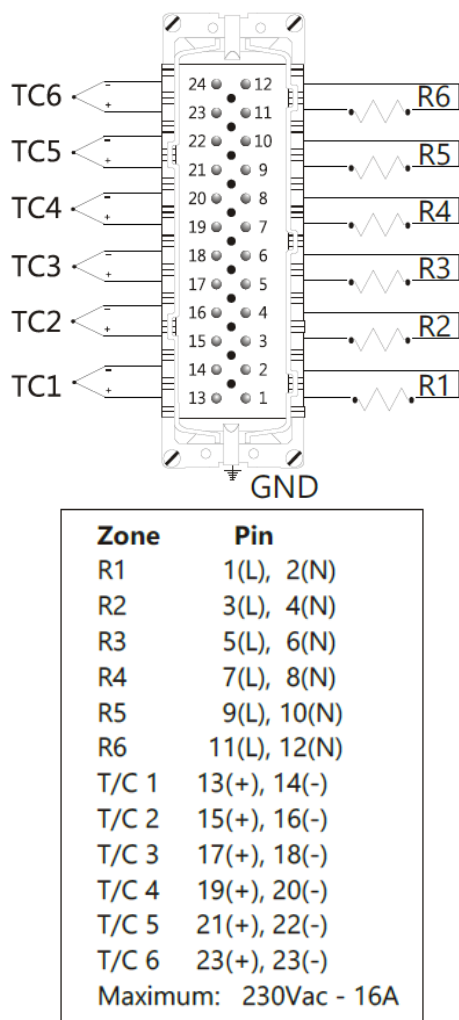 24 12
TC6 - R6
+ 23 11
TC5 - 22 10 R5
+ 21 9
TC4 - 20 8 R4
+ 19 7
TC3 - 18 6 R3
+ 17 5
TC2 - 16 4 R2
+ 15 3
TC1 - 14 2 R1
+ 13 1
GND
Zone Pin
R1 1(L), 2(N)
R2 3(L), 4(N)
R3 5(L), 6(N)
R4 7(L), 8(N)
R5 9(L), 10(N)
R6 11(L), 12(N)
T/C 1 13(+), 14(-)
T/C 2 15(+), 16(-)
T/C 3 17(+), 18(-)
T/C 4 19(+), 20(-)
T/C 5 21(+), 22(-)
T/C 6 23(+), 23(-)
Maximum: 230Vac - 16A